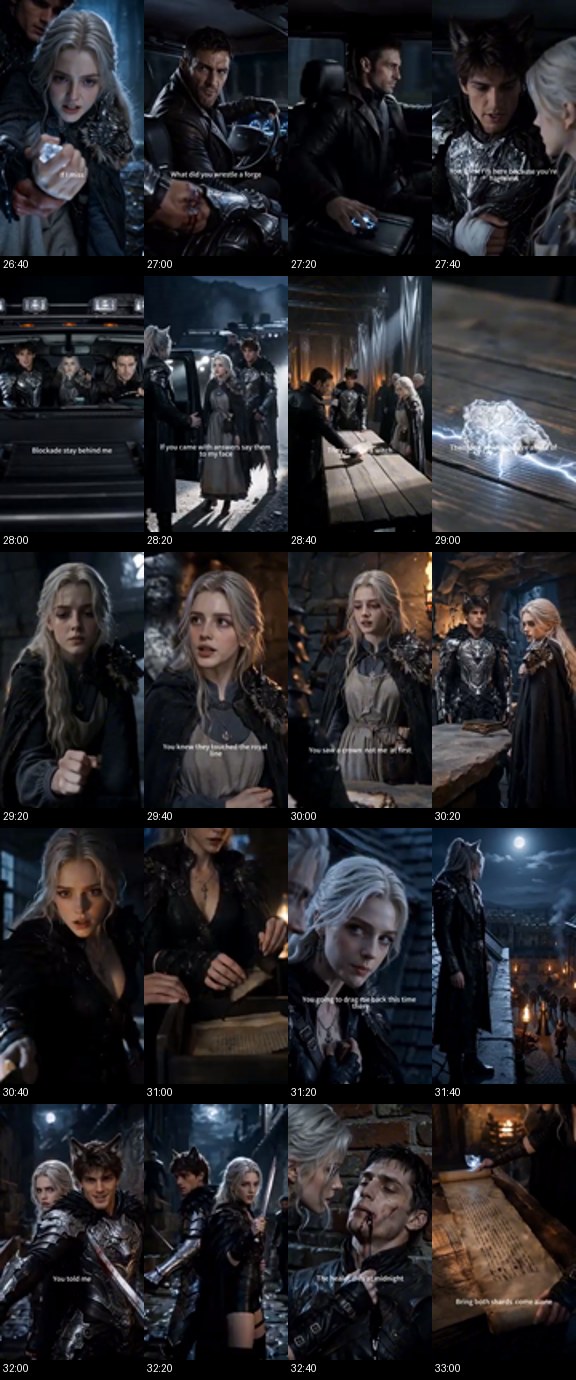 If I miss
26:40
What did you wrestle a forge
27:00
27:20
here because you're
27:40
Blockade stay behind me
28:00
If you came with answers say them
to my face
28:20
28:40
29:00
29:20
You knew they touched the royal
line
29:40
You saw a crown not me at first
30:00
30:20
30:40
31:00
You going to drag me back this time
there
31:20
31:40
You told me
32:00
32:20
The healer dies at midnight
32:40
Bring both shards come alone
33:00